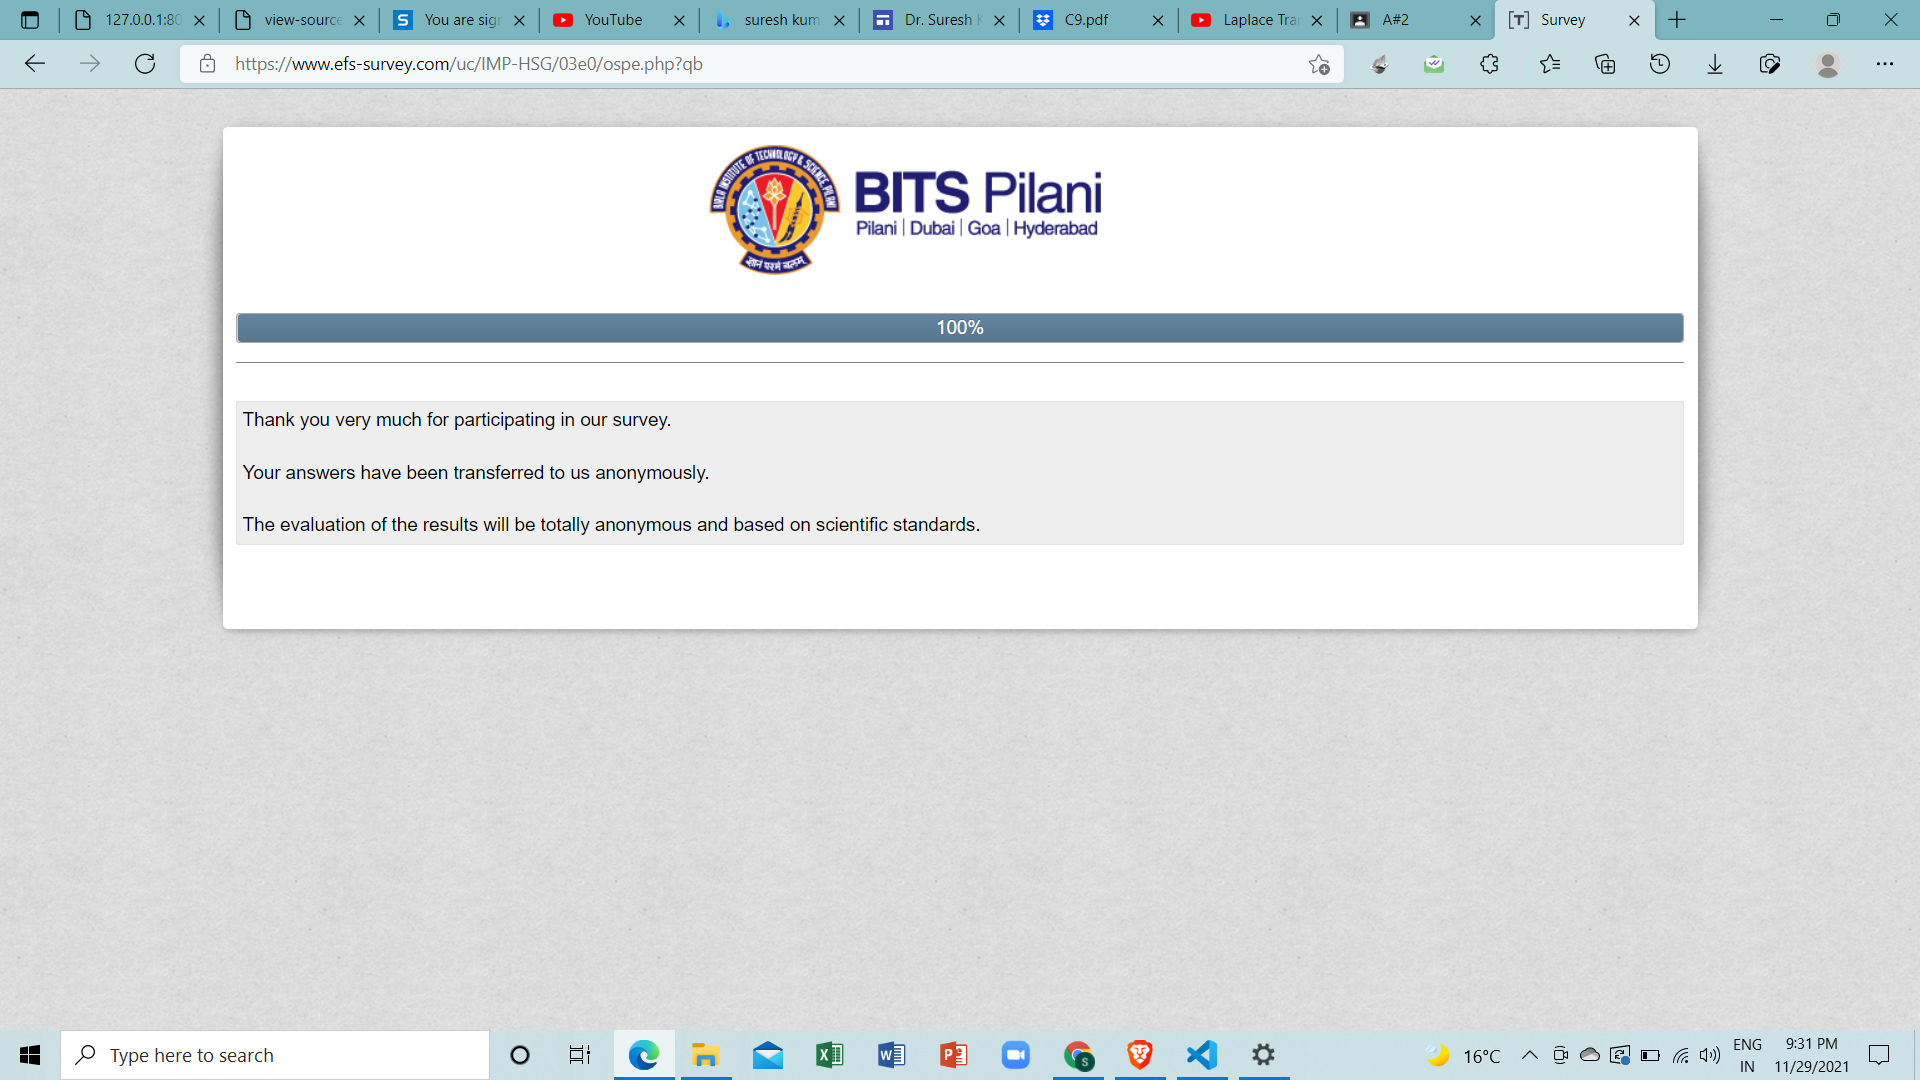 127.0.0.1:80
view-source
You are sign
YouTube
suresh kum
Dr. Suresh K
C9.pdf
Laplace Tra
A#2
Survey
https://www.efs-survey.com/uc/IMP-HSG/03e0/ospe.php?qb
BIRLA INSTITUTE OF TECHNOLOGY & SCIENCE, PILANI
ज्ञानं परमं बलम्
BITS Pilani
Pilani | Dubai | Goa | Hyderabad
100%
Thank you very much for participating in our survey.
Your answers have been transferred to us anonymously.
The evaluation of the results will be totally anonymous and based on scientific standards.
Type here to search
16°C
ENG
IN
9:31 PM
11/29/2021